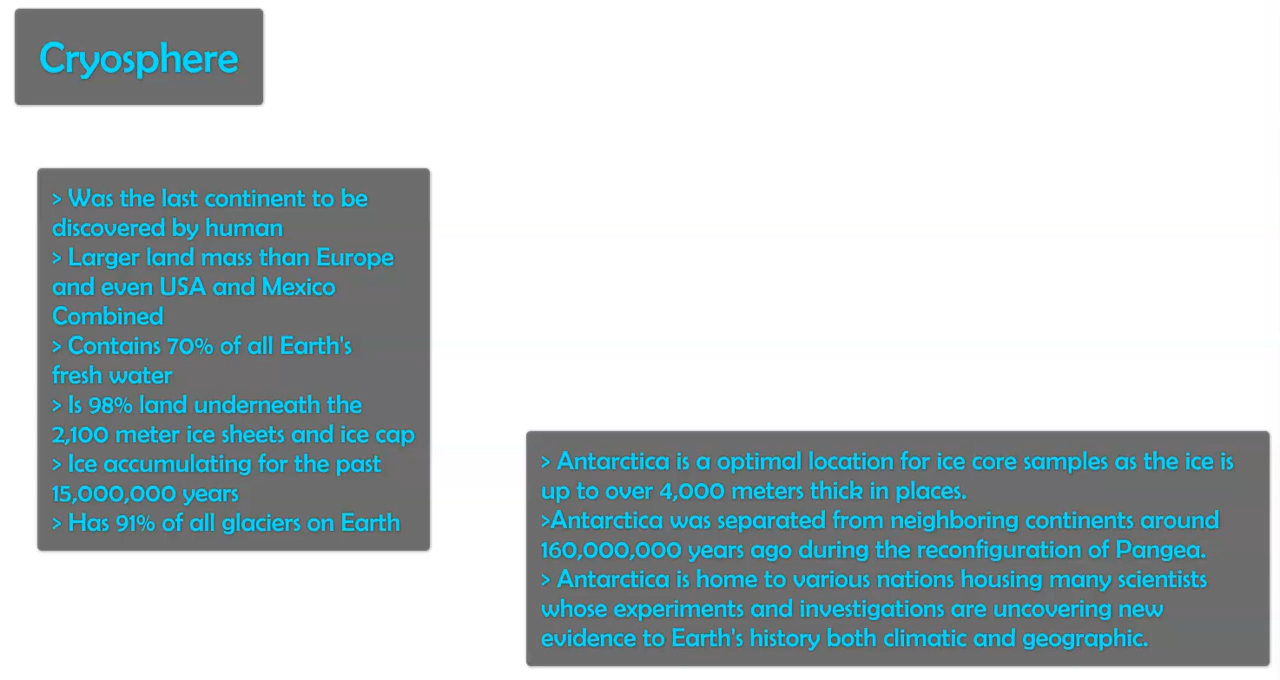 Cryosphere
> Was the last continent to be
discovered by human
> Larger land mass than Europe
and even USA and Mexico
Combined
> Contains 70% of all Earth's
fresh water
> Is 98% land underneath the
2,100 meter ice sheets and ice cap
> Ice accumulating for the past
15,000,000 years
> Has 91% of all glaciers on Earth
> Antarctica is a optimal location for ice core samples as the ice is
up to over 4,000 meters thick in places.
>Antarctica was separated from neighboring continents around
160,000,000 years ago during the reconfiguration of Pangea.
> Antarctica is home to various nations housing many scientists
whose experiments and investigations are uncovering new
evidence to Earth's history both climatic and geographic.